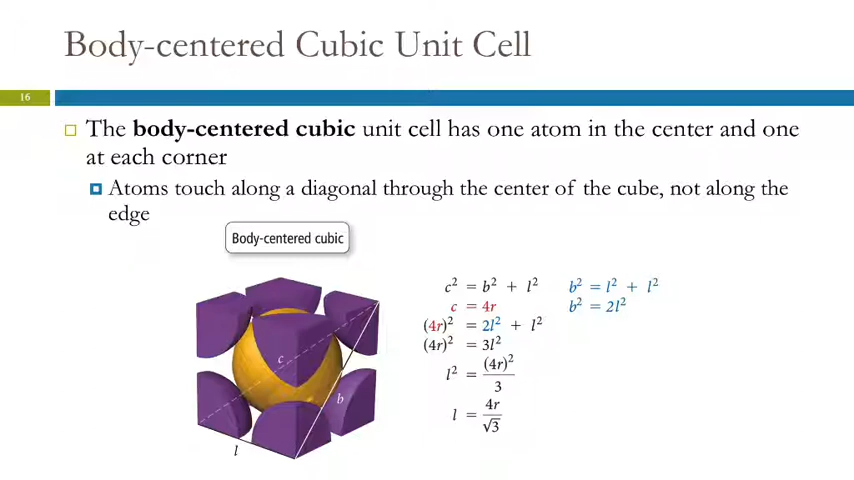 Body-centered Cubic Unit Cell
16
The body-centered cubic unit cell has one atom in the center and one
at each corner
Atoms touch along a diagonal through the center of the cube, not along the
edge
Body-centered cubic
c
b
l
c² = b² + l²
c = 4r
(4r)² = 2l² + l²
(4r)² = 3l²
l² = (4r)²/3
l = 4r/√3
b² = l² + l²
b² = 2l²